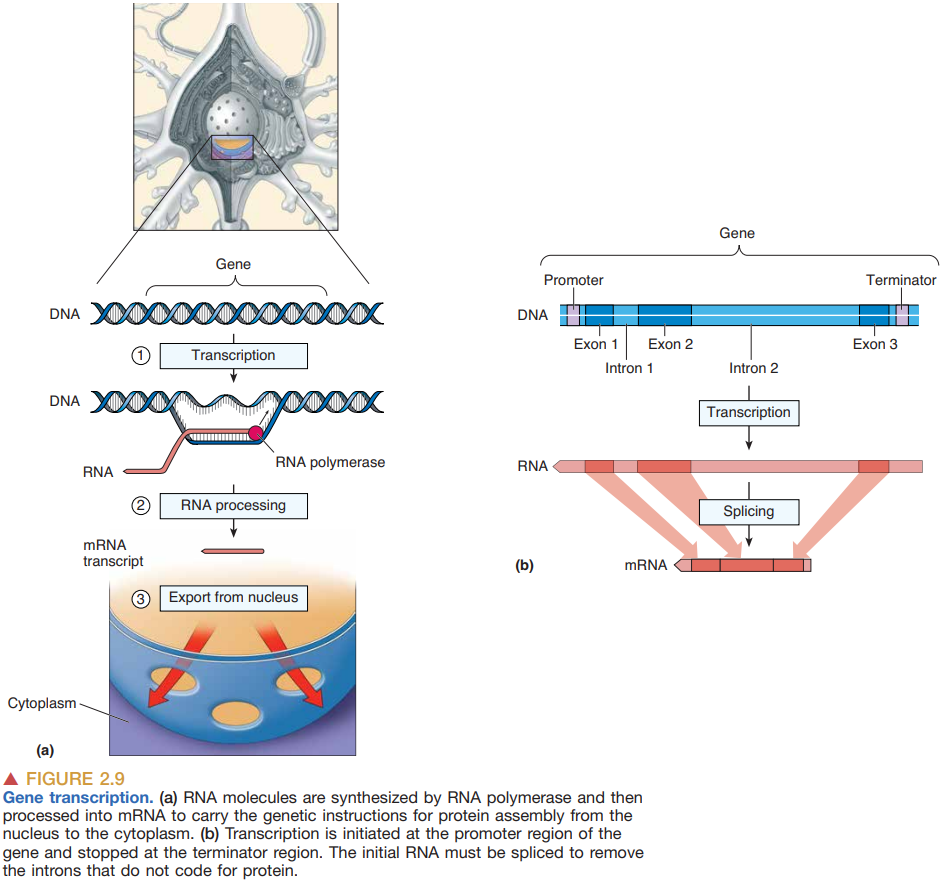 Gene
DNA
1 Transcription
DNA
RNA polymerase
RNA
2 RNA processing
mRNA
transcript
3 Export from nucleus
Cytoplasm
(a)
Gene
Promoter
Terminator
DNA
Exon 1
Exon 2
Exon 3
Intron 1
Intron 2
Transcription
RNA
Splicing
(b)
mRNA
▲ FIGURE 2.9
Gene transcription. (a) RNA molecules are synthesized by RNA polymerase and then
processed into mRNA to carry the genetic instructions for protein assembly from the
nucleus to the cytoplasm. (b) Transcription is initiated at the promoter region of the
gene and stopped at the terminator region. The initial RNA must be spliced to remove
the introns that do not code for protein.